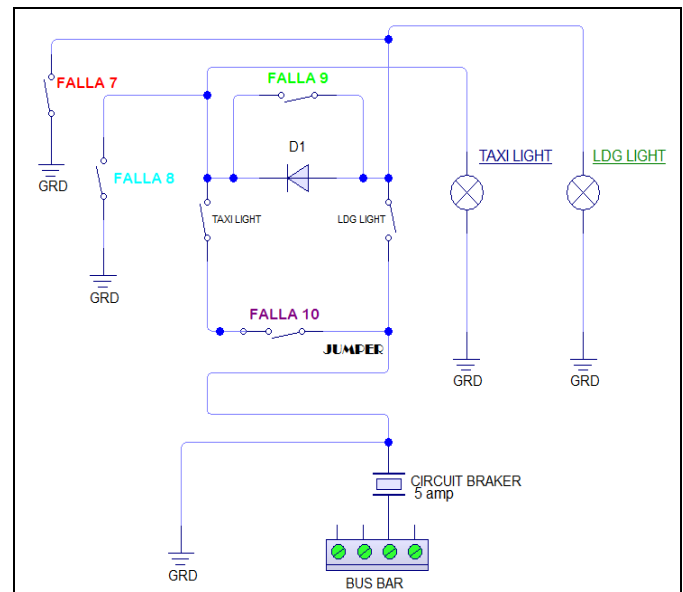 FALLA 7
FALLA 9
D1
TAXI LIGHT
LDG LIGHT
GRD
FALLA 8
TAXI LIGHT
LDG LIGHT
GRD
FALLA 10
JUMPER
GRD
GRD
CIRCUIT BRAKER
5 amp
GRD
BUS BAR